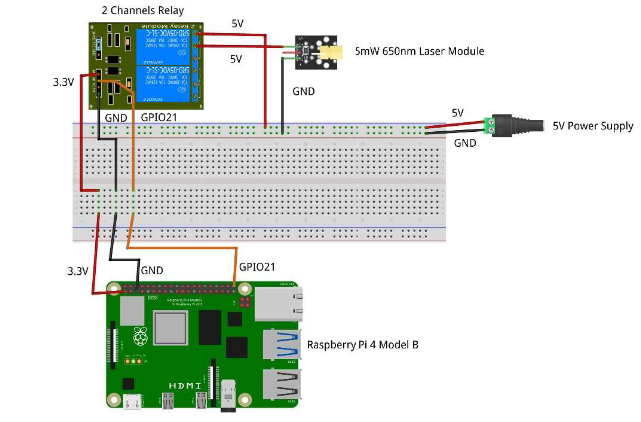 2 Channels Relay
5V
5V
5mW 650nm Laser Module
3.3V
GND
GND
GPIO21
5V
GND
5V Power Supply
3.3V
GND
GPIO21
Raspberry Pi 4 Model B
HDMI